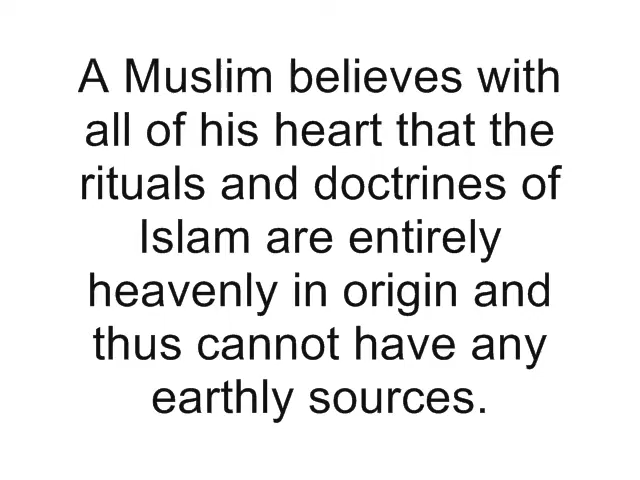 A Muslim believes with
all of his heart that the
rituals and doctrines of
Islam are entirely
heavenly in origin and
thus cannot have any
earthly sources.